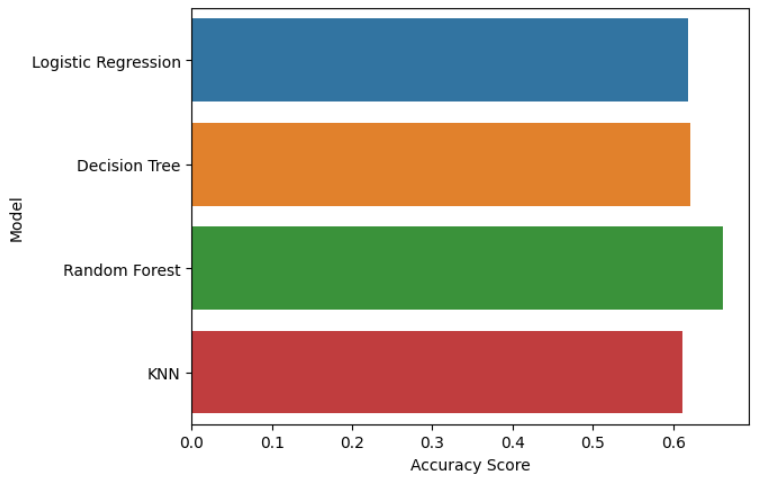 Logistic Regression
Decision Tree
Random Forest
KNN
Model
0.0 0.1 0.2 0.3 0.4 0.5 0.6
Accuracy Score